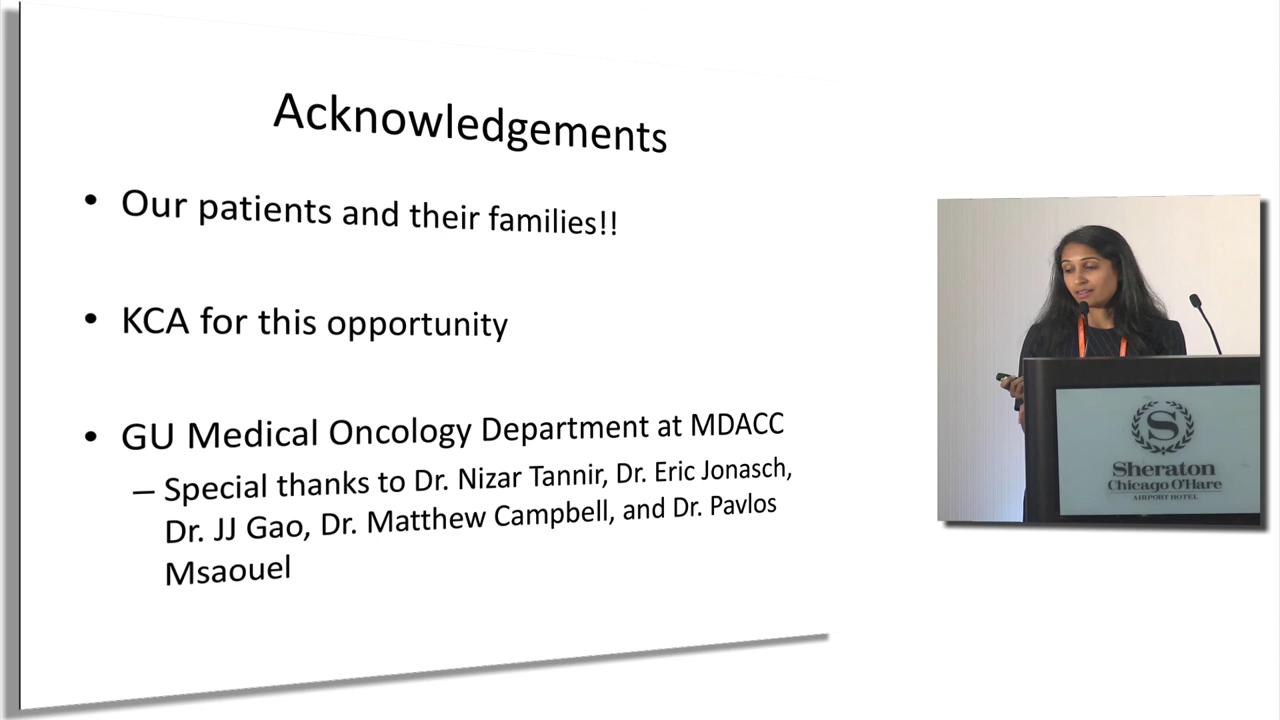 Acknowledgements
• Our patients and their families!!
• KCA for this opportunity
• GU Medical Oncology Department at MDACC
– Special thanks to Dr. Nizar Tannir, Dr. Eric Jonasch,
Dr. JJ Gao, Dr. Matthew Campbell, and Dr. Pavlos
Msaouel
S
Sheraton
Chicago O'Hare
AIRPORT HOTEL